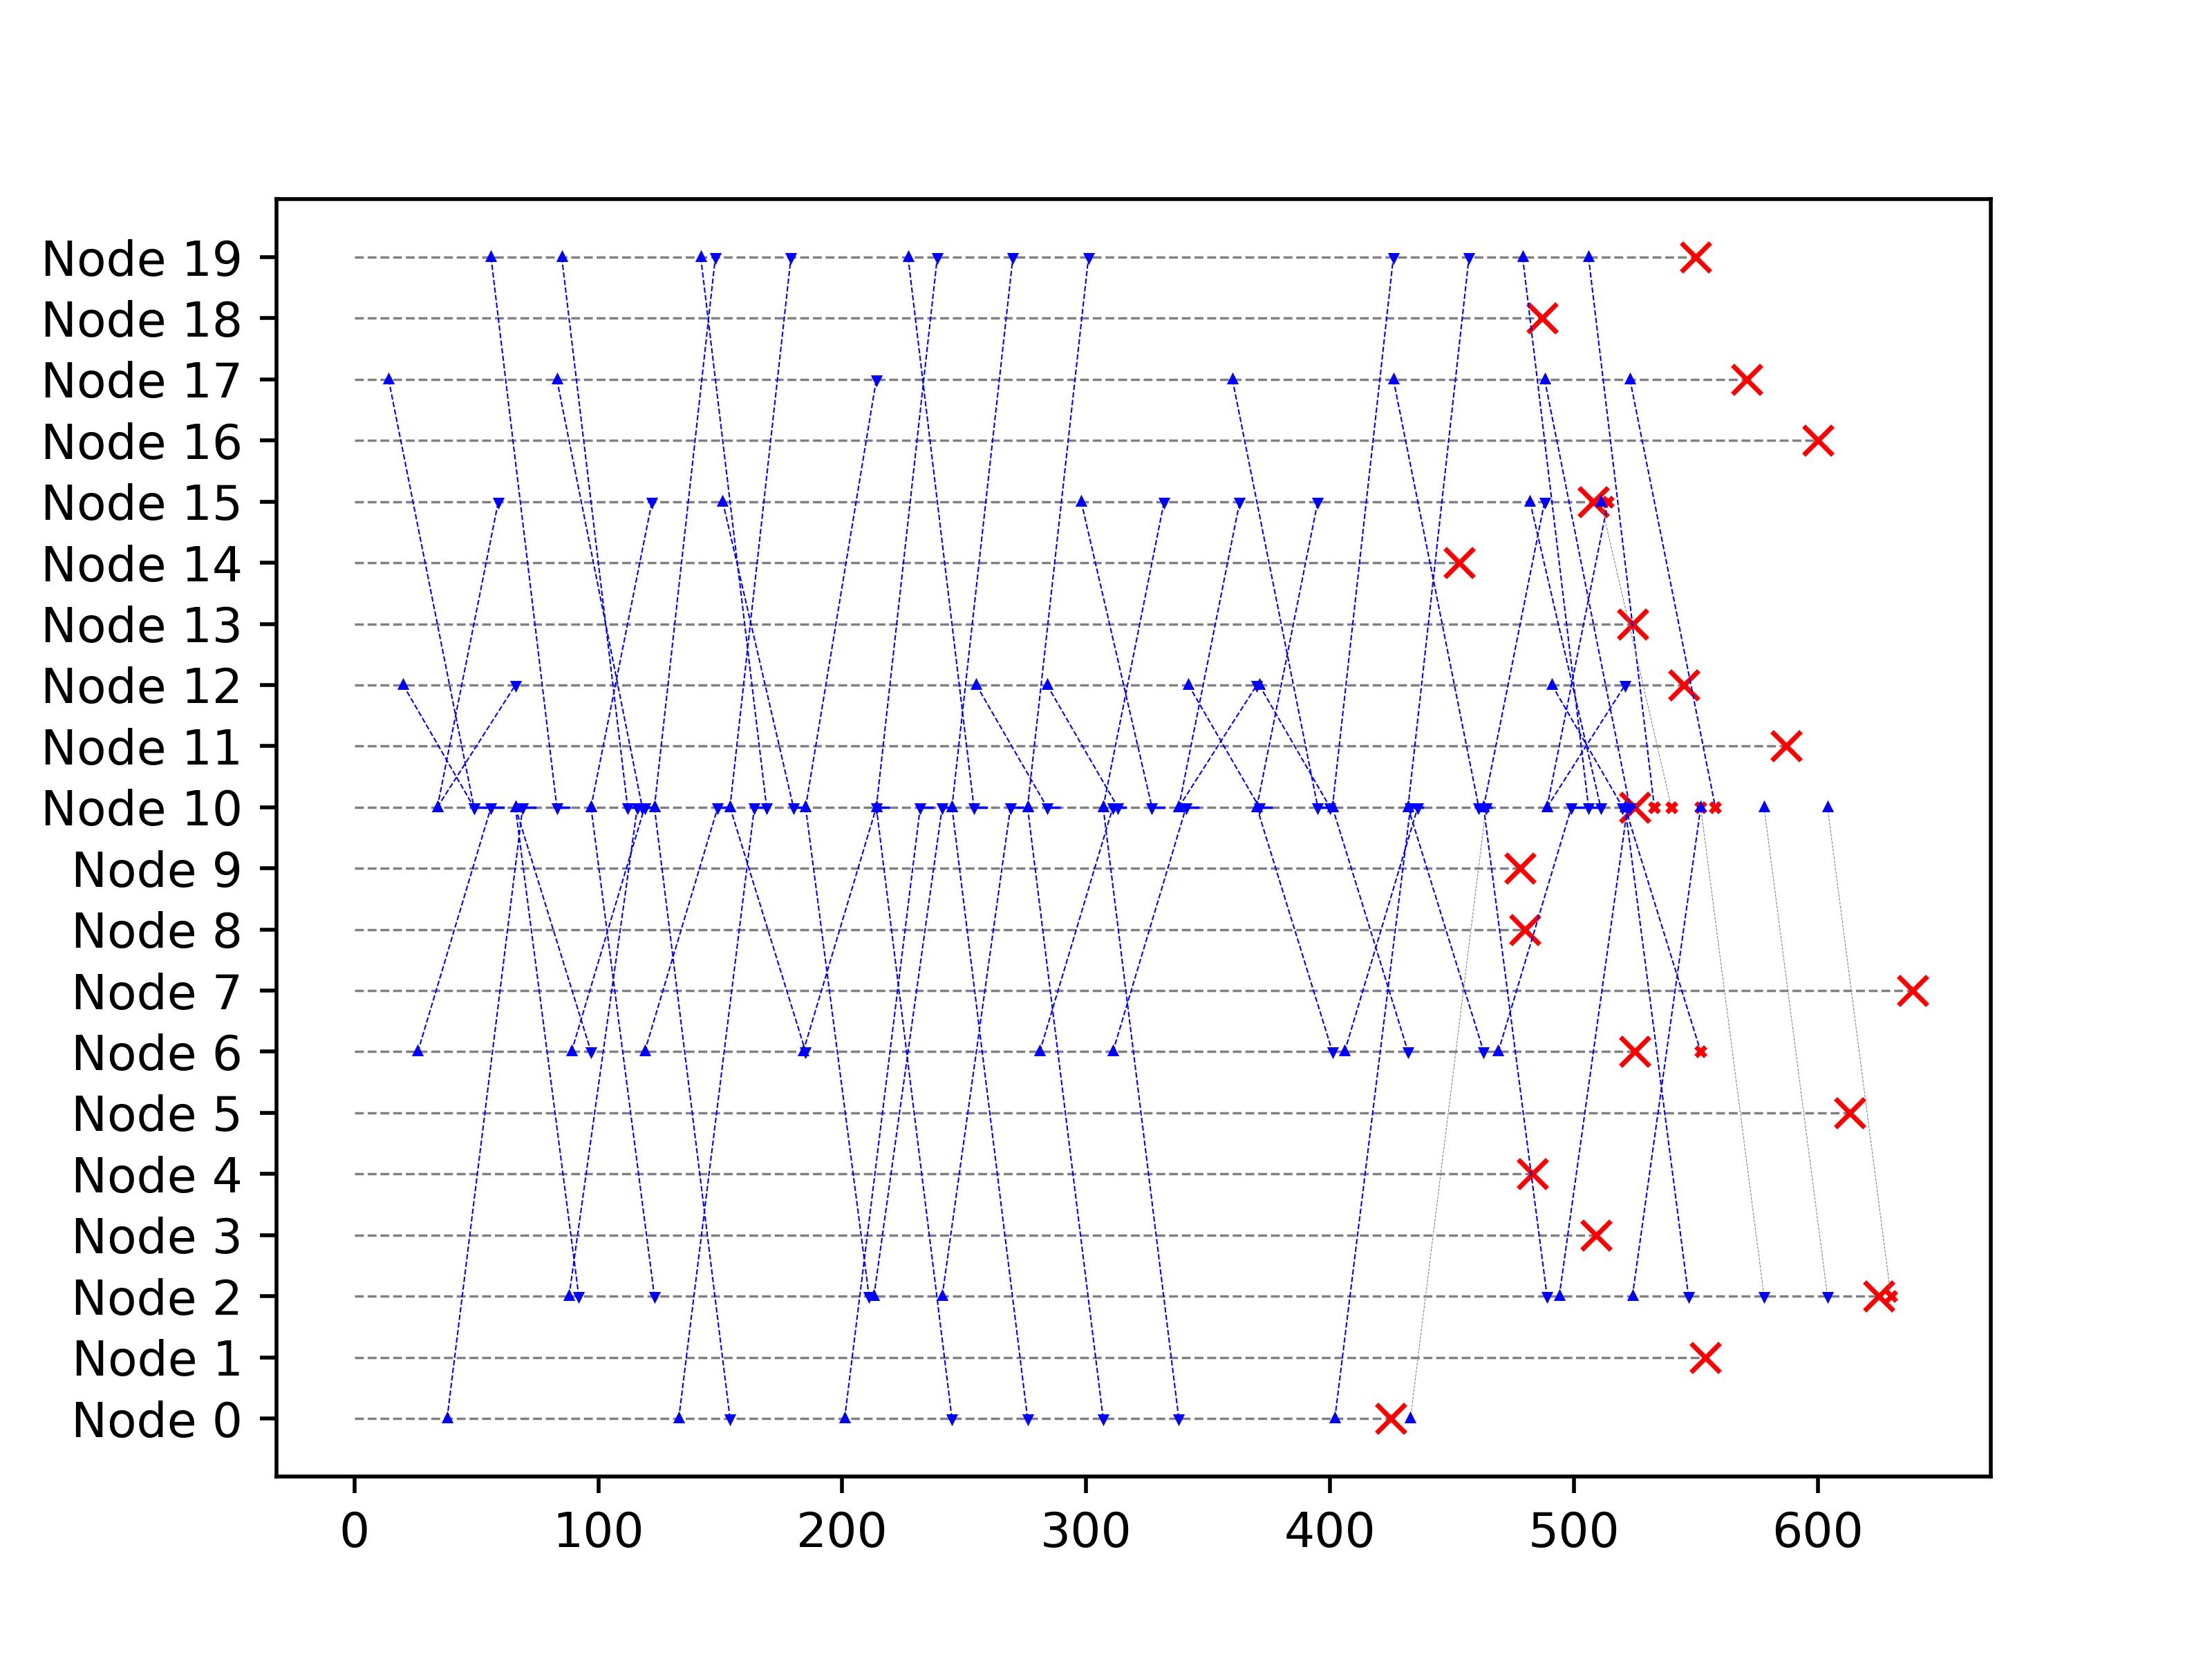 Node 19
Node 18
Node 17
Node 16
Node 15
Node 14
Node 13
Node 12
Node 11
Node 10
Node 9
Node 8
Node 7
Node 6
Node 5
Node 4
Node 3
Node 2
Node 1
Node 0
0 100 200 300 400 500 600